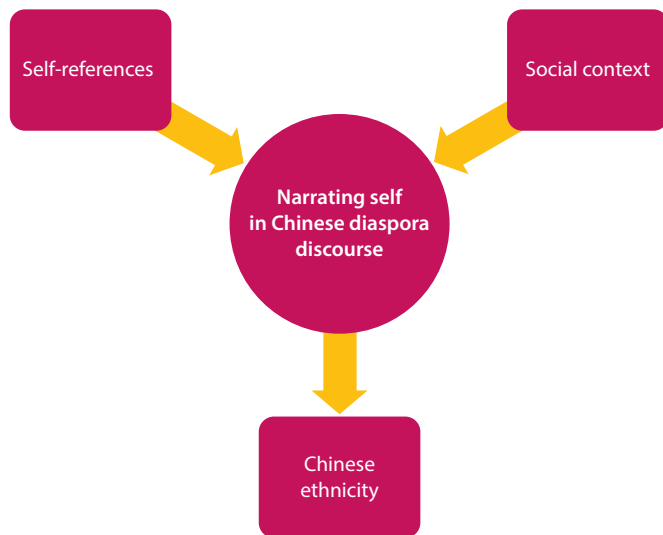 Self-references
Social context
Narrating self
in Chinese diaspora
discourse
Chinese
ethnicity